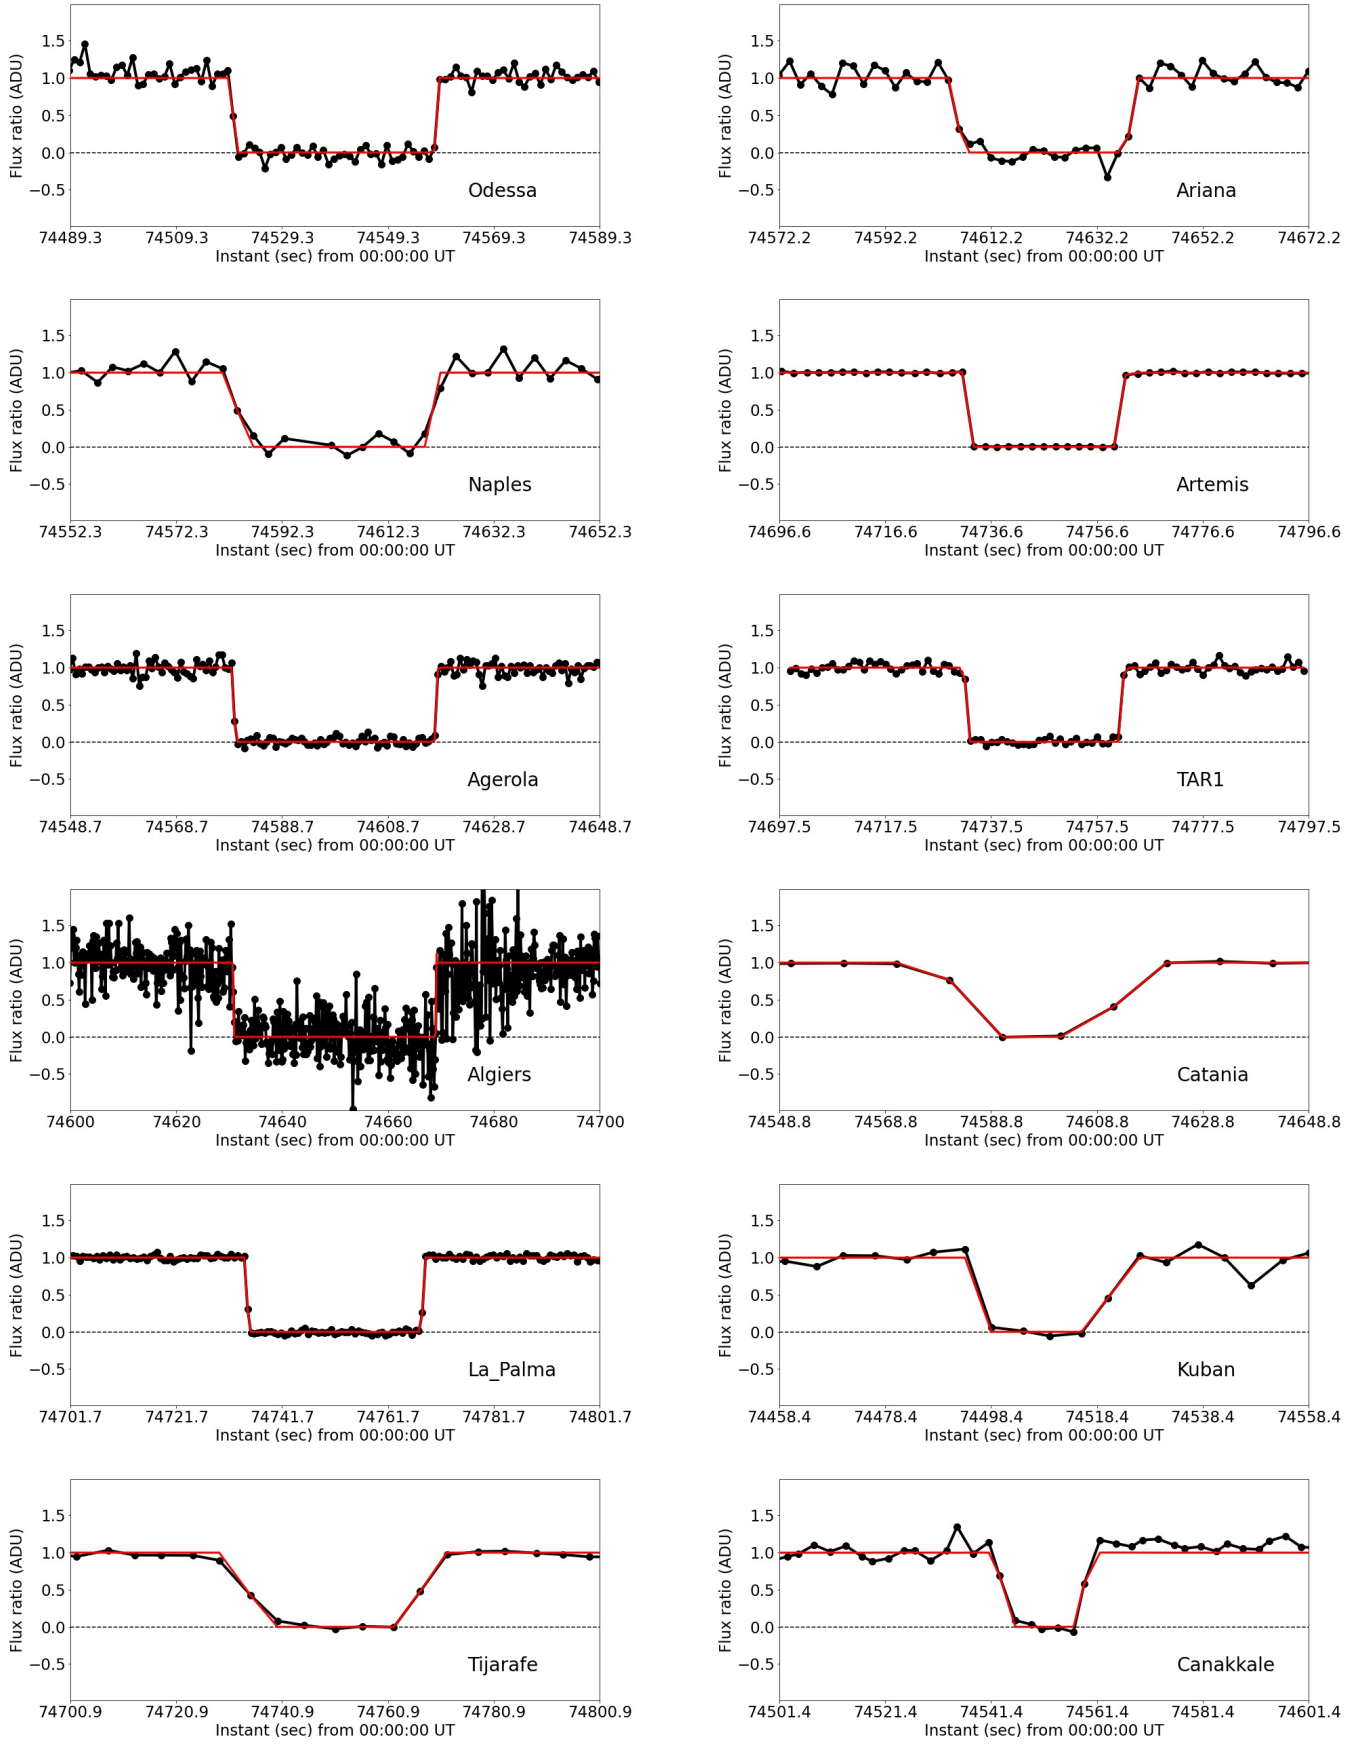 Flux ratio (ADU)
1.5
1.0
0.5
0.0
−0.5
Odessa
74489.3 74509.3 74529.3 74549.3 74569.3 74589.3
Instant (sec) from 00:00:00 UT
Flux ratio (ADU)
1.5
1.0
0.5
0.0
−0.5
Ariana
74572.2 74592.2 74612.2 74632.2 74652.2 74672.2
Instant (sec) from 00:00:00 UT
Flux ratio (ADU)
1.5
1.0
0.5
0.0
−0.5
Naples
74552.3 74572.3 74592.3 74612.3 74632.3 74652.3
Instant (sec) from 00:00:00 UT
Flux ratio (ADU)
1.5
1.0
0.5
0.0
−0.5
Artemis
74696.6 74716.6 74736.6 74756.6 74776.6 74796.6
Instant (sec) from 00:00:00 UT
Flux ratio (ADU)
1.5
1.0
0.5
0.0
−0.5
Agerola
74548.7 74568.7 74588.7 74608.7 74628.7 74648.7
Instant (sec) from 00:00:00 UT
Flux ratio (ADU)
1.5
1.0
0.5
0.0
−0.5
TAR1
74697.5 74717.5 74737.5 74757.5 74777.5 74797.5
Instant (sec) from 00:00:00 UT
Flux ratio (ADU)
1.5
1.0
0.5
0.0
−0.5
Algiers
74600 74620 74640 74660 74680 74700
Instant (sec) from 00:00:00 UT
Flux ratio (ADU)
1.5
1.0
0.5
0.0
−0.5
Catania
74548.8 74568.8 74588.8 74608.8 74628.8 74648.8
Instant (sec) from 00:00:00 UT
Flux ratio (ADU)
1.5
1.0
0.5
0.0
−0.5
La_Palma
74701.7 74721.7 74741.7 74761.7 74781.7 74801.7
Instant (sec) from 00:00:00 UT
Flux ratio (ADU)
1.5
1.0
0.5
0.0
−0.5
Kuban
74458.4 74478.4 74498.4 74518.4 74538.4 74558.4
Instant (sec) from 00:00:00 UT
Flux ratio (ADU)
1.5
1.0
0.5
0.0
−0.5
Tijarafe
74700.9 74720.9 74740.9 74760.9 74780.9 74800.9
Instant (sec) from 00:00:00 UT
Flux ratio (ADU)
1.5
1.0
0.5
0.0
−0.5
Canakkale
74501.4 74521.4 74541.4 74561.4 74581.4 74601.4
Instant (sec) from 00:00:00 UT